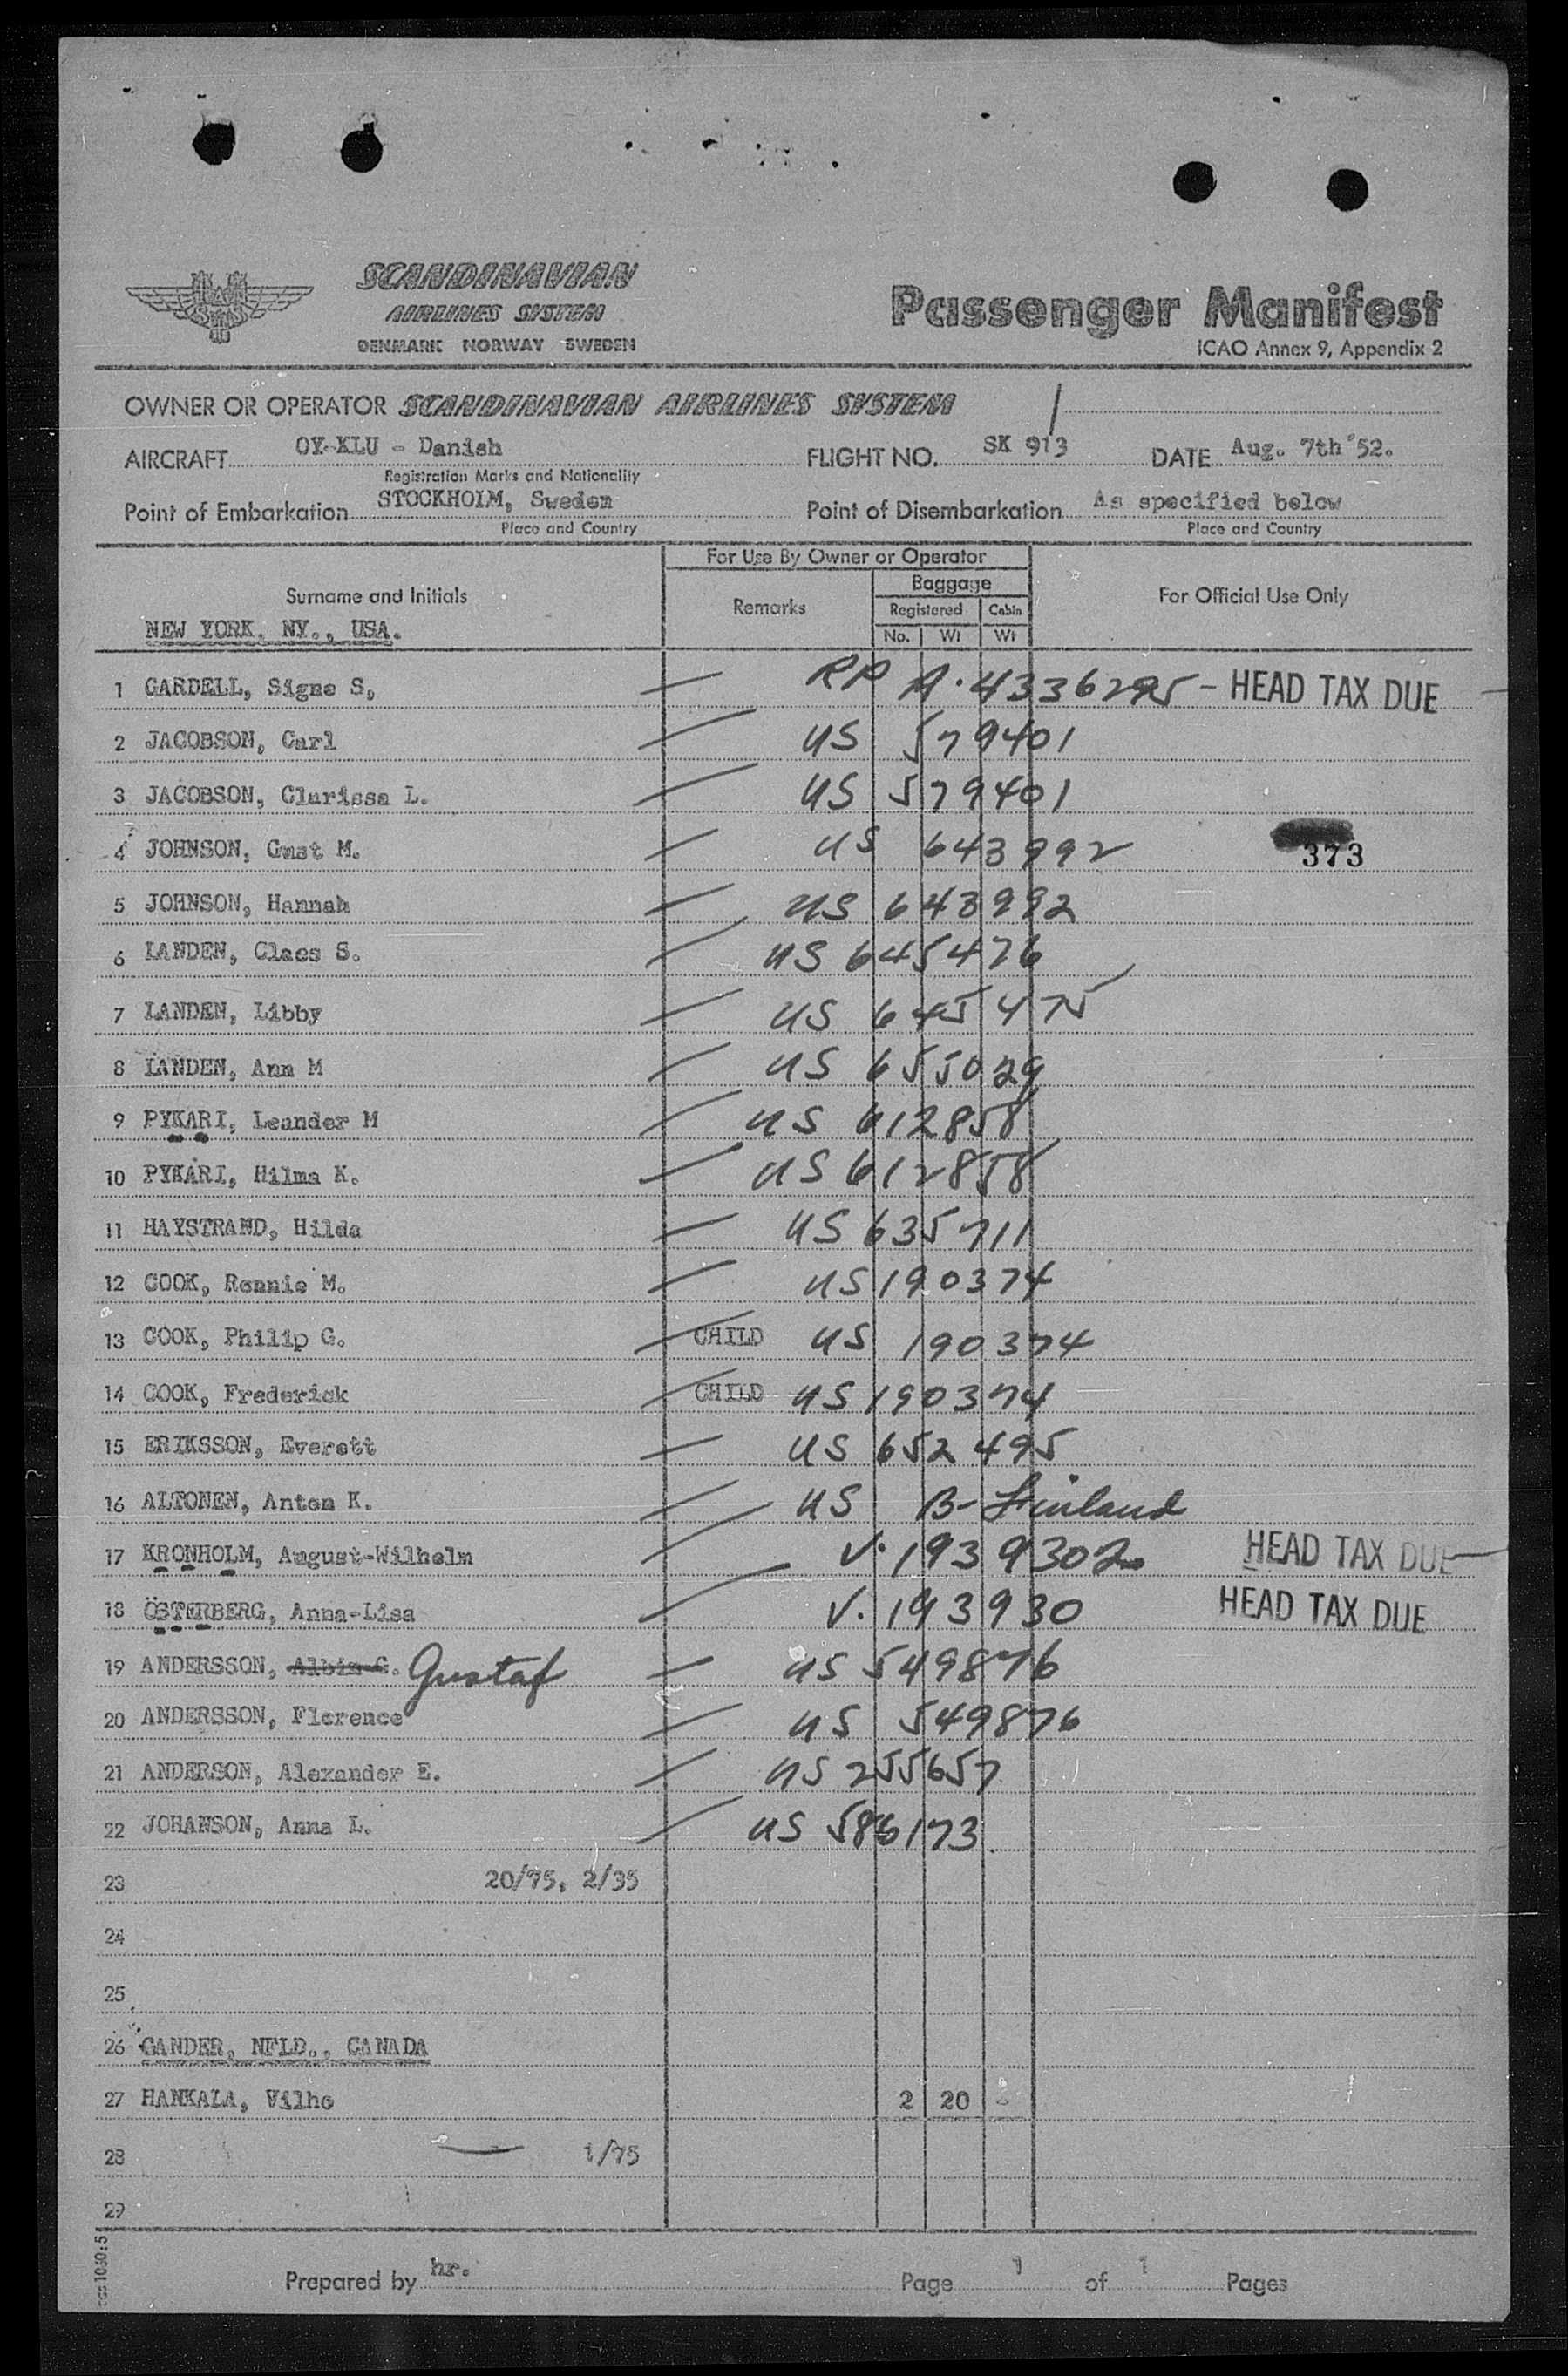 SCANDINAVIAN
AIRLINES SYSTEM
DENMARK NORWAY SWEDEN
Passenger Manifest
ICAO Annex 9, Appendix 2
OWNER OR OPERATOR SCANDINAVIAN AIRLINES SYSTEM
AIRCRAFT OY-KLU - Danish FLIGHT NO. SK 913 DATE Aug. 7th '52.
Registration Marks and Nationality
Point of Embarkation STOCKHOLM, Sweden Point of Disembarkation As specified below
Place and Country Place and Country
For Use By Owner or Operator
Baggage
Surname and Initials Remarks Registered Cabin For Official Use Only
NEW YORK, NY., USA. No. Wt Wt
1 GARDELL, Signe S, — RP A. 4336295 - HEAD TAX DUE
2 JACOBSON, Carl US 579401
3 JACOBSON, Clarissa L. US 579401
4 JOHNSON, Gust M. US 643992 373
5 JOHNSON, Hannah US 643992
6 LANDEN, Claes S. US 645476
7 LANDEN, Libby US 645475
8 LANDEN, Ann M US 655029
9 PYKARI, Leander M US 612858
10 PYKARI, Hilma K. US 612858
11 HAYSTRAND, Hilda US 635711
12 COOK, Ronnie M. US 190374
13 COOK, Philip G. CHILD US 190374
14 COOK, Frederick CHILD US 190374
15 ERIKSSON, Everett US 652495
16 ALTONEN, Anton K. US B- Finland
17 KRONHOLM, August-Wilhelm V. 1939302 HEAD TAX DUE
18 ÖSTERBERG, Anna-Lisa V. 193930 HEAD TAX DUE
19 ANDERSSON, Albin G. Gustaf US 549876
20 ANDERSSON, Florence US 549876
21 ANDERSON, Alexander E. US 255657
22 JOHANSON, Anna L. US 586173
23 20/75, 2/35
24
25
26 GANDER, NFLD., CANADA
27 HANKALA, Vilho 2 20 -
28 1/75
29
Prepared by hr. Page 1 of 1 Pages